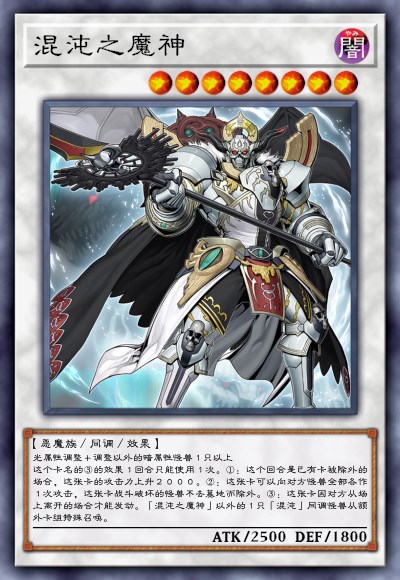 混沌之魔神
やみ
闇
【恶魔族／同调／效果】
光属性调整＋调整以外的暗属性怪兽1只以上
这个卡名的③的效果1回合只能使用1次。①：这个回合是已有卡被除外的
场合，这张卡的攻击力上升2000。②：这张卡可以向对方怪兽全部各作
1次攻击，这张卡战斗破坏的怪兽不去墓地而除外。③：这张卡因对方从场
上离开的场合才能发动。「混沌之魔神」以外的1只「混沌」同调怪兽从额
外卡组特殊召唤。
ATK/2500 DEF/1800